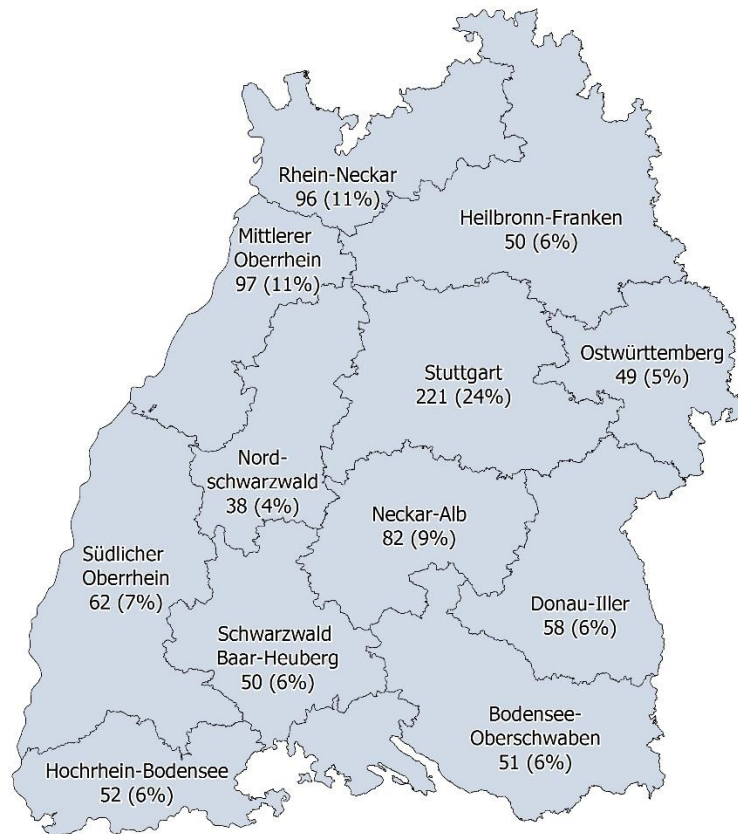 Rhein-Neckar
96 (11%)
Heilbronn-Franken
50 (6%)
Mittlerer
Oberrhein
97 (11%)
Stuttgart
221 (24%)
Ostwürttemberg
49 (5%)
Nord-
schwarzwald
38 (4%)
Neckar-Alb
82 (9%)
Südlicher
Oberrhein
62 (7%)
Donau-Iller
58 (6%)
Schwarzwald
Baar-Heuberg
50 (6%)
Bodensee-
Oberschwaben
51 (6%)
Hochrhein-Bodensee
52 (6%)